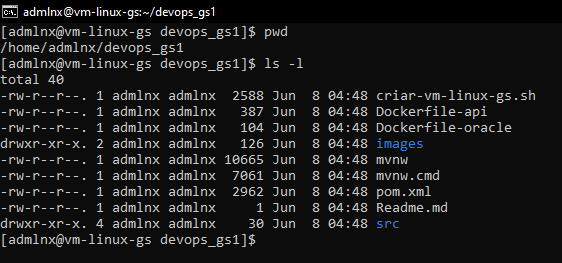 admlnx@vm-linux-gs:~/devops_gs1
[admlnx@vm-linux-gs devops_gs1]$ pwd
/home/admlnx/devops_gs1
[admlnx@vm-linux-gs devops_gs1]$ ls -l
total 40
-rw-r--r--. 1 admlnx admlnx  2588 Jun  8 04:48 criar-vm-linux-gs.sh
-rw-r--r--. 1 admlnx admlnx   387 Jun  8 04:48 Dockerfile-api
-rw-r--r--. 1 admlnx admlnx   104 Jun  8 04:48 Dockerfile-oracle
drwxr-xr-x. 2 admlnx admlnx   126 Jun  8 04:48 images
-rw-r--r--. 1 admlnx admlnx 10665 Jun  8 04:48 mvnw
-rw-r--r--. 1 admlnx admlnx  7061 Jun  8 04:48 mvnw.cmd
-rw-r--r--. 1 admlnx admlnx  2962 Jun  8 04:48 pom.xml
-rw-r--r--. 1 admlnx admlnx     1 Jun  8 04:48 Readme.md
drwxr-xr-x. 4 admlnx admlnx    30 Jun  8 04:48 src
[admlnx@vm-linux-gs devops_gs1]$